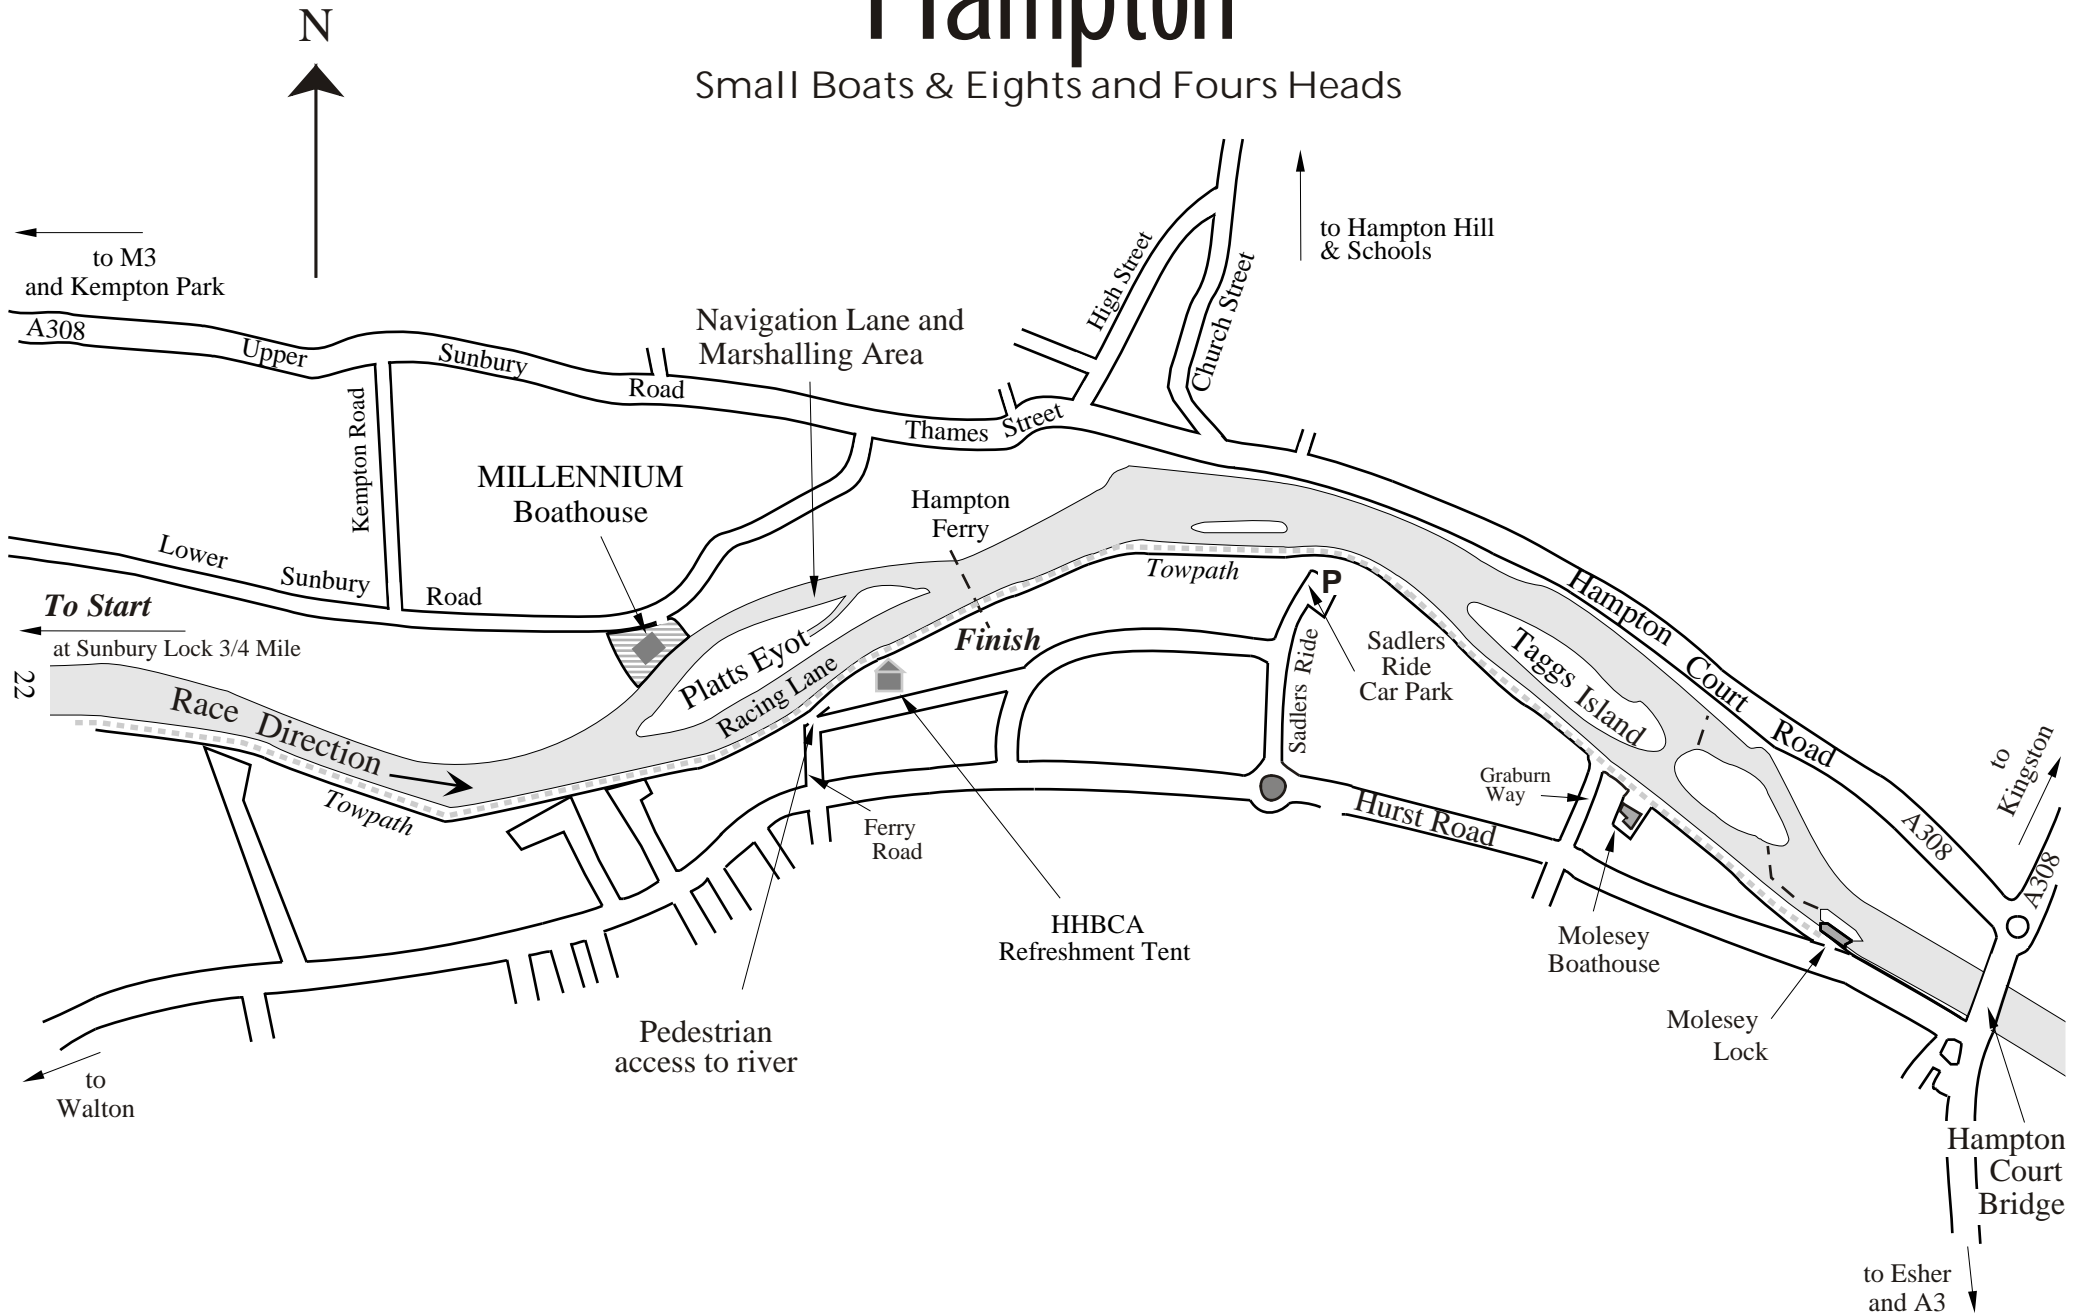 Hampton
Small Boats & Eights and Fours Heads
N
to M3
and Kempton Park
A308
Upper
Sunbury
Road
Thames
Street
High Street
Church Street
to Hampton Hill
& Schools
Navigation Lane and
Marshalling Area
Kempton Road
MILLENNIUM
Boathouse
Hampton
Ferry
Lower
Sunbury
Road
To Start
at Sunbury Lock 3/4 Mile
22
Race Direction
Towpath
Platts Eyot
Racing Lane
Finish
Towpath
P
Sadlers
Ride
Car Park
Sadlers Ride
Taggs Island
Hampton Court Road
A308
to
Kingston
A308
Graburn
Way
Hurst Road
Ferry
Road
HHBCA
Refreshment Tent
Pedestrian
access to river
Molesey
Boathouse
Molesey
Lock
to
Walton
Hampton
Court
Bridge
to Esher
and A3